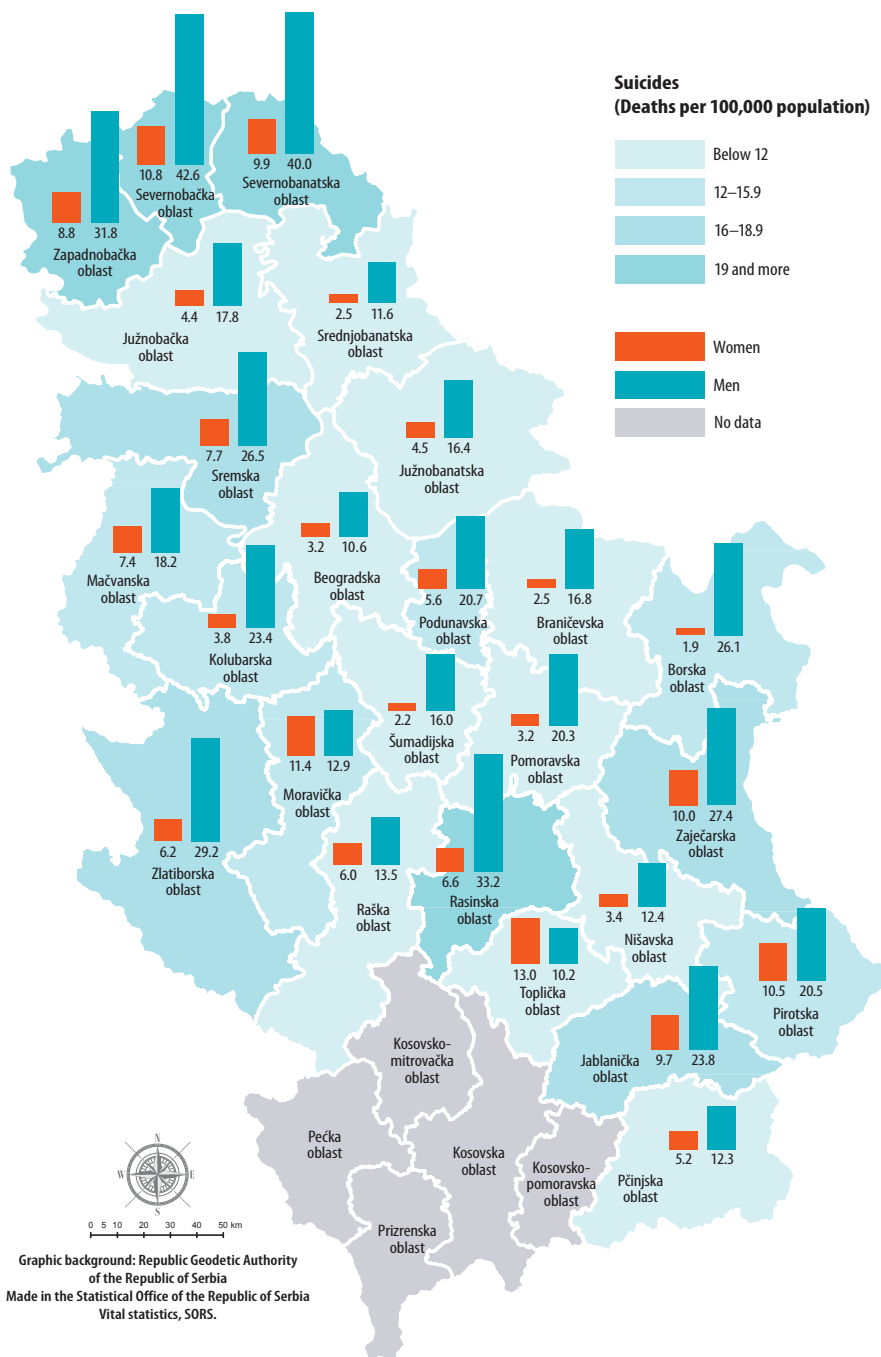 Suicides
(Deaths per 100,000 population)
Below 12
12–15.9
16–18.9
19 and more
Women
Men
No data
10.8 42.6
Severnobačka
oblast
9.9 40.0
Severnobanatska
oblast
8.8 31.8
Zapadnobačka
oblast
4.4 17.8
Južnobačka
oblast
2.5 11.6
Srednjobanatska
oblast
7.7 26.5
Sremska
oblast
4.5 16.4
Južnobanatska
oblast
7.4 18.2
Mačvanska
oblast
3.2 10.6
Beogradska
oblast
5.6 20.7
Podunavska
oblast
2.5 16.8
Braničevska
oblast
3.8 23.4
Kolubarska
oblast
1.9 26.1
Borska
oblast
2.2 16.0
Šumadijska
oblast
3.2 20.3
Pomoravska
oblast
11.4 12.9
Moravička
oblast
10.0 27.4
Zaječarska
oblast
6.2 29.2
Zlatiborska
oblast
6.0 13.5
Raška
oblast
6.6 33.2
Rasinska
oblast
3.4 12.4
Nišavska
oblast
13.0 10.2
Toplička
oblast
10.5 20.5
Pirotska
oblast
9.7 23.8
Jablanička
oblast
5.2 12.3
Pčinjska
oblast
Kosovsko-
mitrovačka
oblast
Pećka
oblast
Kosovska
oblast
Kosovsko-
pomoravska
oblast
Prizrenska
oblast
N
W E
S
0 5 10 20 30 40 50 km
Graphic background: Republic Geodetic Authority
of the Republic of Serbia
Made in the Statistical Office of the Republic of Serbia
Vital statistics, SORS.